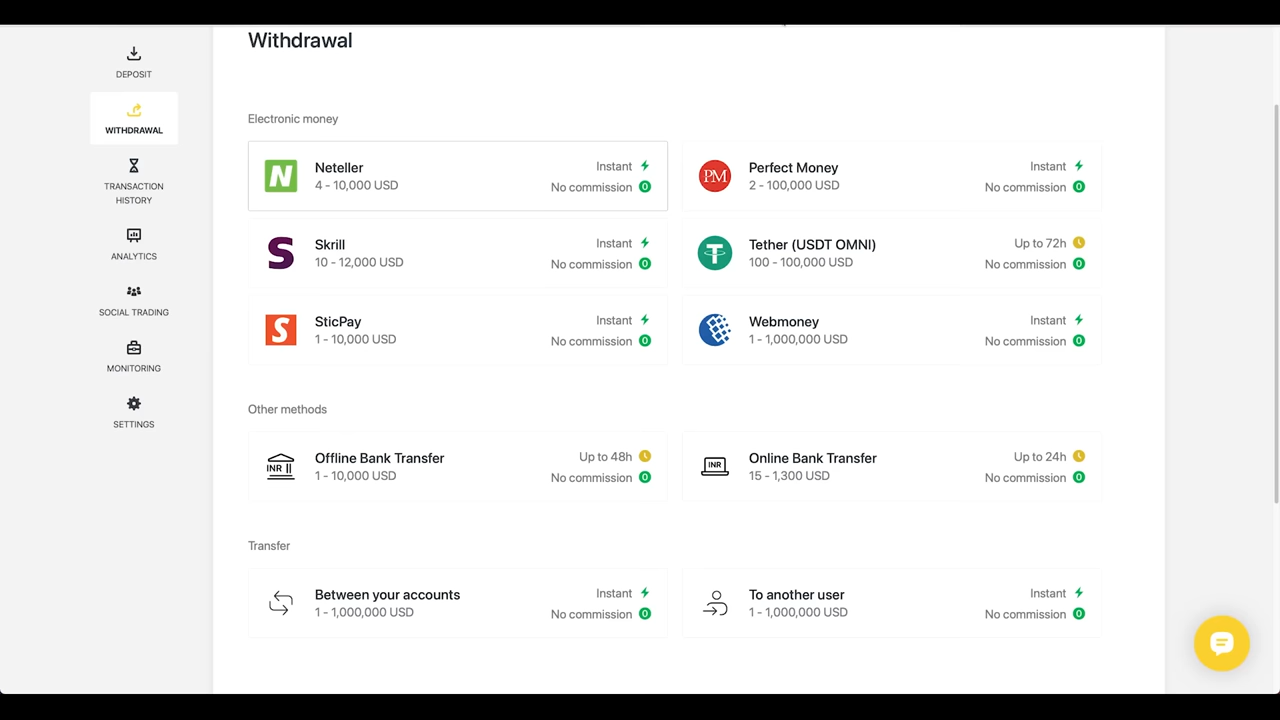 Withdrawal
DEPOSIT
WITHDRAWAL
TRANSACTION
HISTORY
ANALYTICS
SOCIAL TRADING
MONITORING
SETTINGS
Electronic money
N
Neteller
4 - 10,000 USD
Instant
No commission 0
PM
Perfect Money
2 - 100,000 USD
Instant
No commission 0
S
Skrill
10 - 12,000 USD
Instant
No commission 0
Tether (USDT OMNI)
100 - 100,000 USD
Up to 72h
No commission 0
S
SticPay
1 - 10,000 USD
Instant
No commission 0
Webmoney
1 - 1,000,000 USD
Instant
No commission 0
Other methods
INR
Offline Bank Transfer
1 - 10,000 USD
Up to 48h
No commission 0
INR
Online Bank Transfer
15 - 1,300 USD
Up to 24h
No commission 0
Transfer
Between your accounts
1 - 1,000,000 USD
Instant
No commission 0
To another user
1 - 1,000,000 USD
Instant
No commission 0